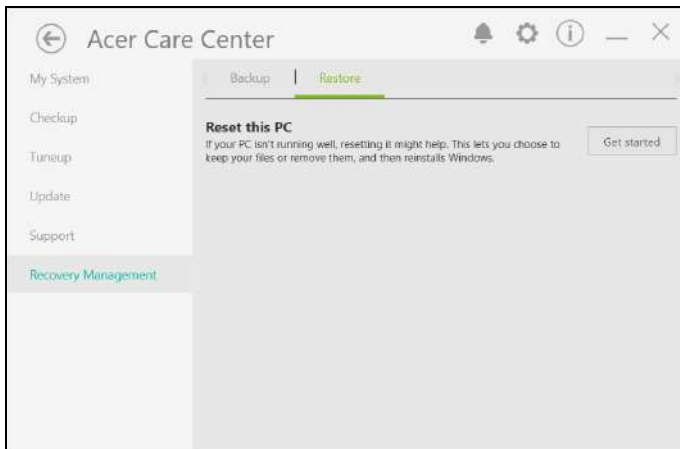 Acer Care Center
My System
Checkup
Tuneup
Update
Support
Recovery Management
Backup | Restore
Reset this PC
If your PC isn't running well, resetting it might help. This lets you choose to
keep your files or remove them, and then reinstalls Windows.
Get started